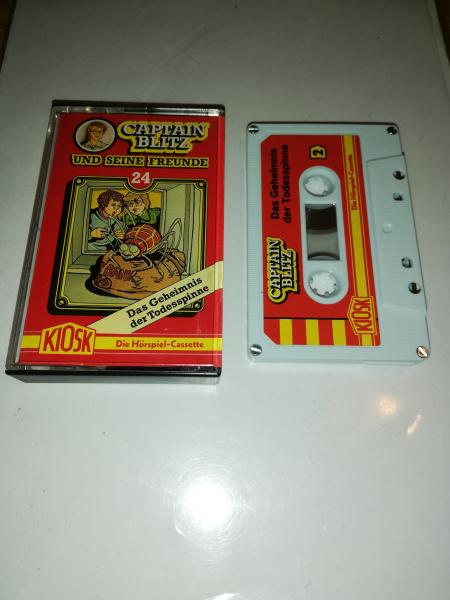 CAPTAIN
BLITZ
UND SEINE FREUNDE
24
BANK
Das Geheimnis
der Todesspinne
KIOSK
Die Hörspiel-Cassette
CAPTAIN
BLITZ
Das Geheimnis
der Todesspinne
2
KIOSK
Die Hörspiel-Cassette